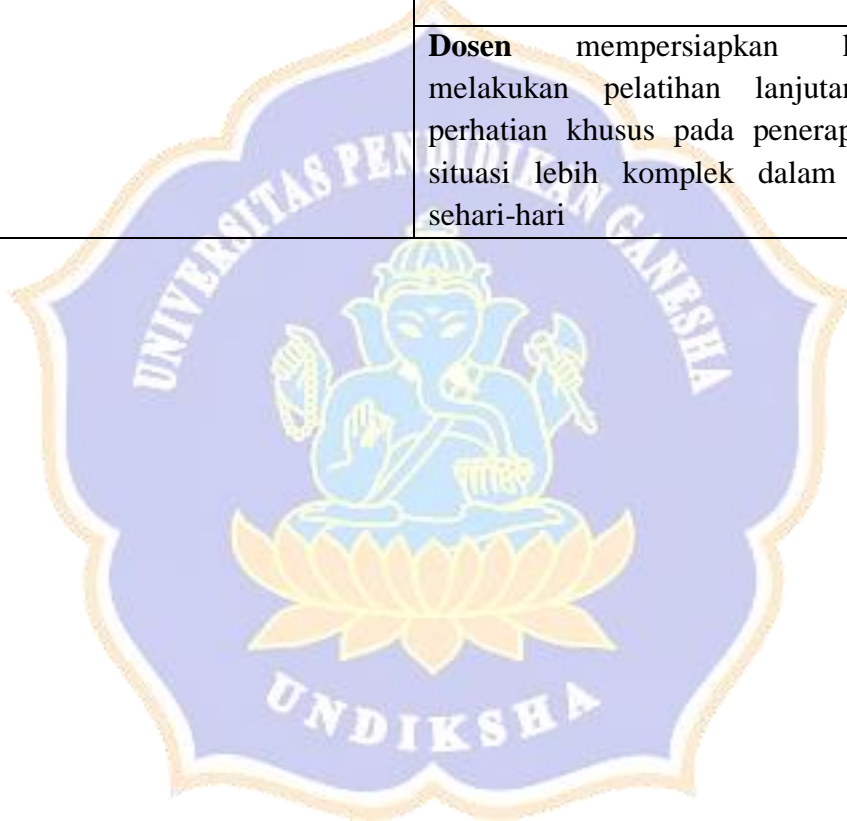 Dosen mempersiapkan
melakukan pelatihan lanjutan
perhatian khusus pada penerap
situasi lebih komplek dalam
sehari-hari
UNIVERSITAS PENDIDIKAN GANESHA
UNDIKSHA